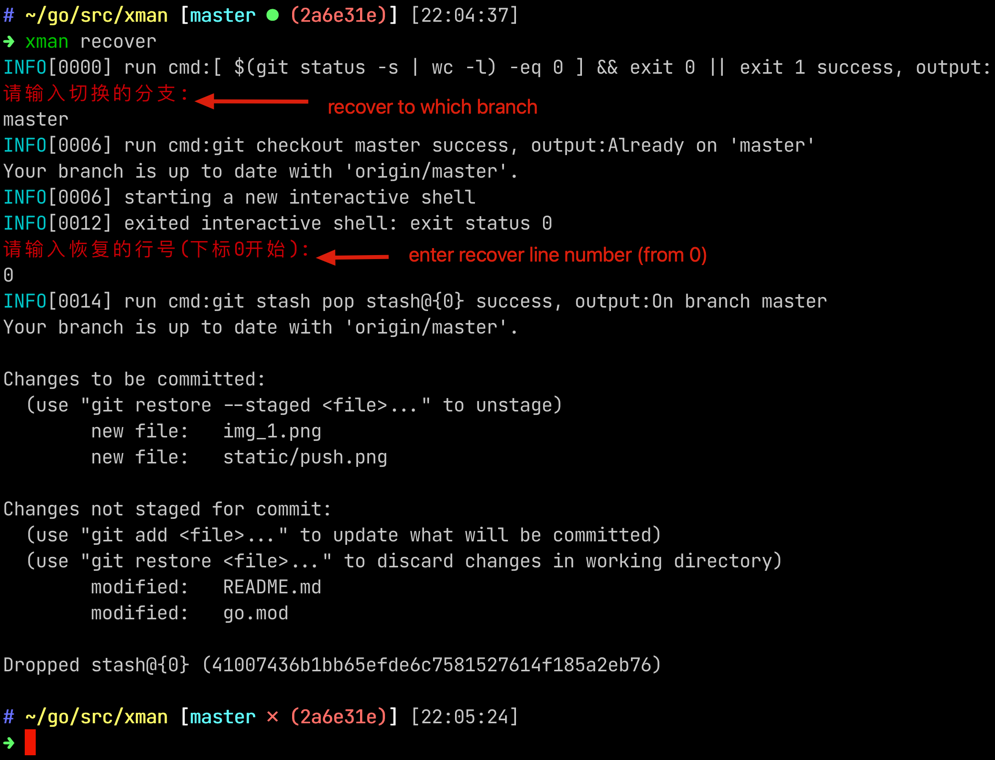 # ~/go/src/xman [master ● (2a6e31e)] [22:04:37]
➜ xman recover
INFO[0000] run cmd:[ $(git status -s | wc -l) -eq 0 ] && exit 0 || exit 1 success, output:
请输入切换的分支:
recover to which branch
master
INFO[0006] run cmd:git checkout master success, output:Already on 'master'
Your branch is up to date with 'origin/master'.
INFO[0006] starting a new interactive shell
INFO[0012] exited interactive shell: exit status 0
请输入恢复的行号(下标0开始):
enter recover line number (from 0)
0
INFO[0014] run cmd:git stash pop stash@{0} success, output:On branch master
Your branch is up to date with 'origin/master'.
Changes to be committed:
(use "git restore --staged <file>..." to unstage)
new file: img_1.png
new file: static/push.png
Changes not staged for commit:
(use "git add <file>..." to update what will be committed)
(use "git restore <file>..." to discard changes in working directory)
modified: README.md
modified: go.mod
Dropped stash@{0} (41007436b1bb65efde6c7581527614f185a2eb76)
# ~/go/src/xman [master ✕ (2a6e31e)] [22:05:24]
➜